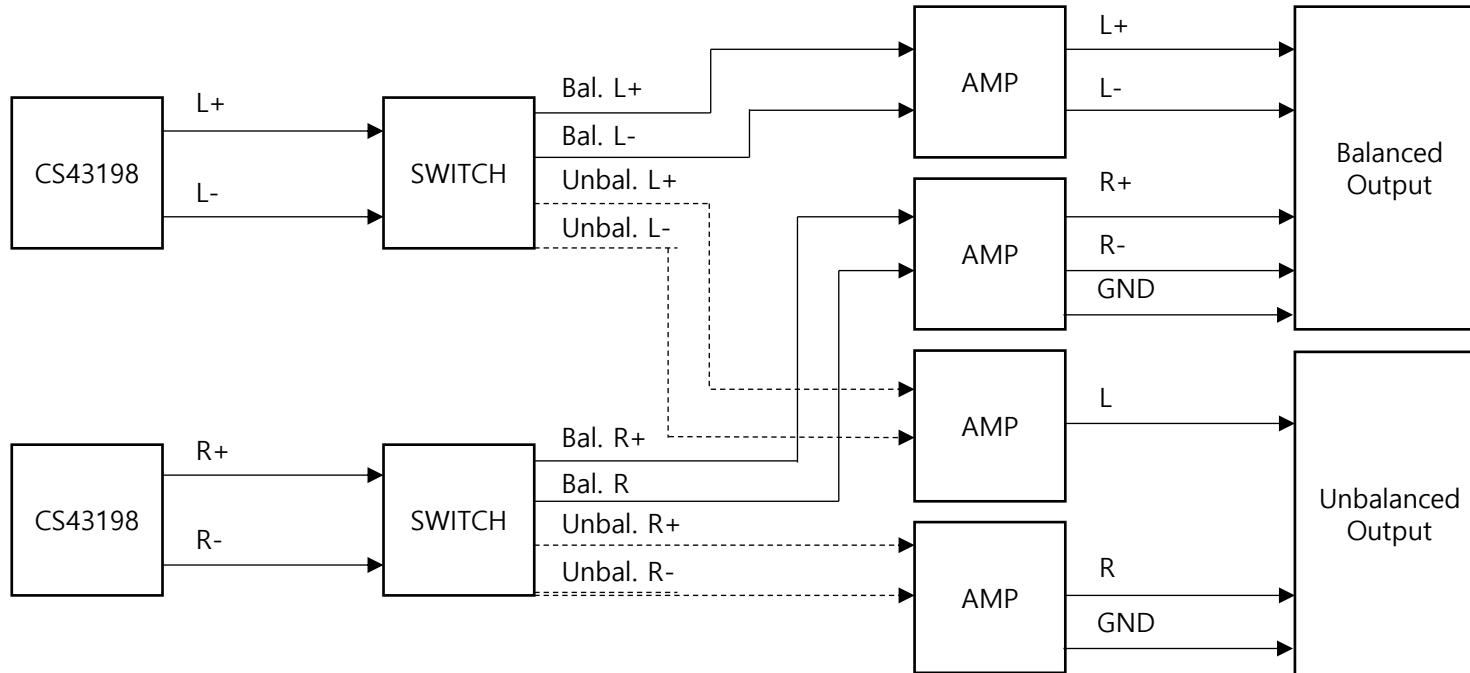 L+
L-
CS43198
SWITCH
Bal. L+
Bal. L-
Unbal. L+
Unbal. L-
AMP
L+
L-
AMP
R+
R-
GND
Balanced
Output
CS43198
R+
R-
SWITCH
Bal. R+
Bal. R
Unbal. R+
Unbal. R-
AMP
L
AMP
R
GND
Unbalanced
Output